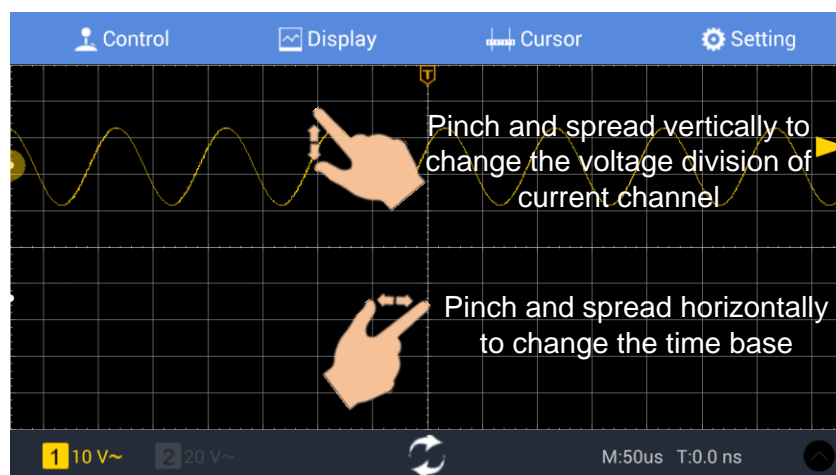 Control Display Cursor Setting
T
Pinch and spread vertically to
change the voltage division of
current channel
Pinch and spread horizontally
to change the time base
1 10 V~ 2 20 V~ M:50us T:0.0 ns